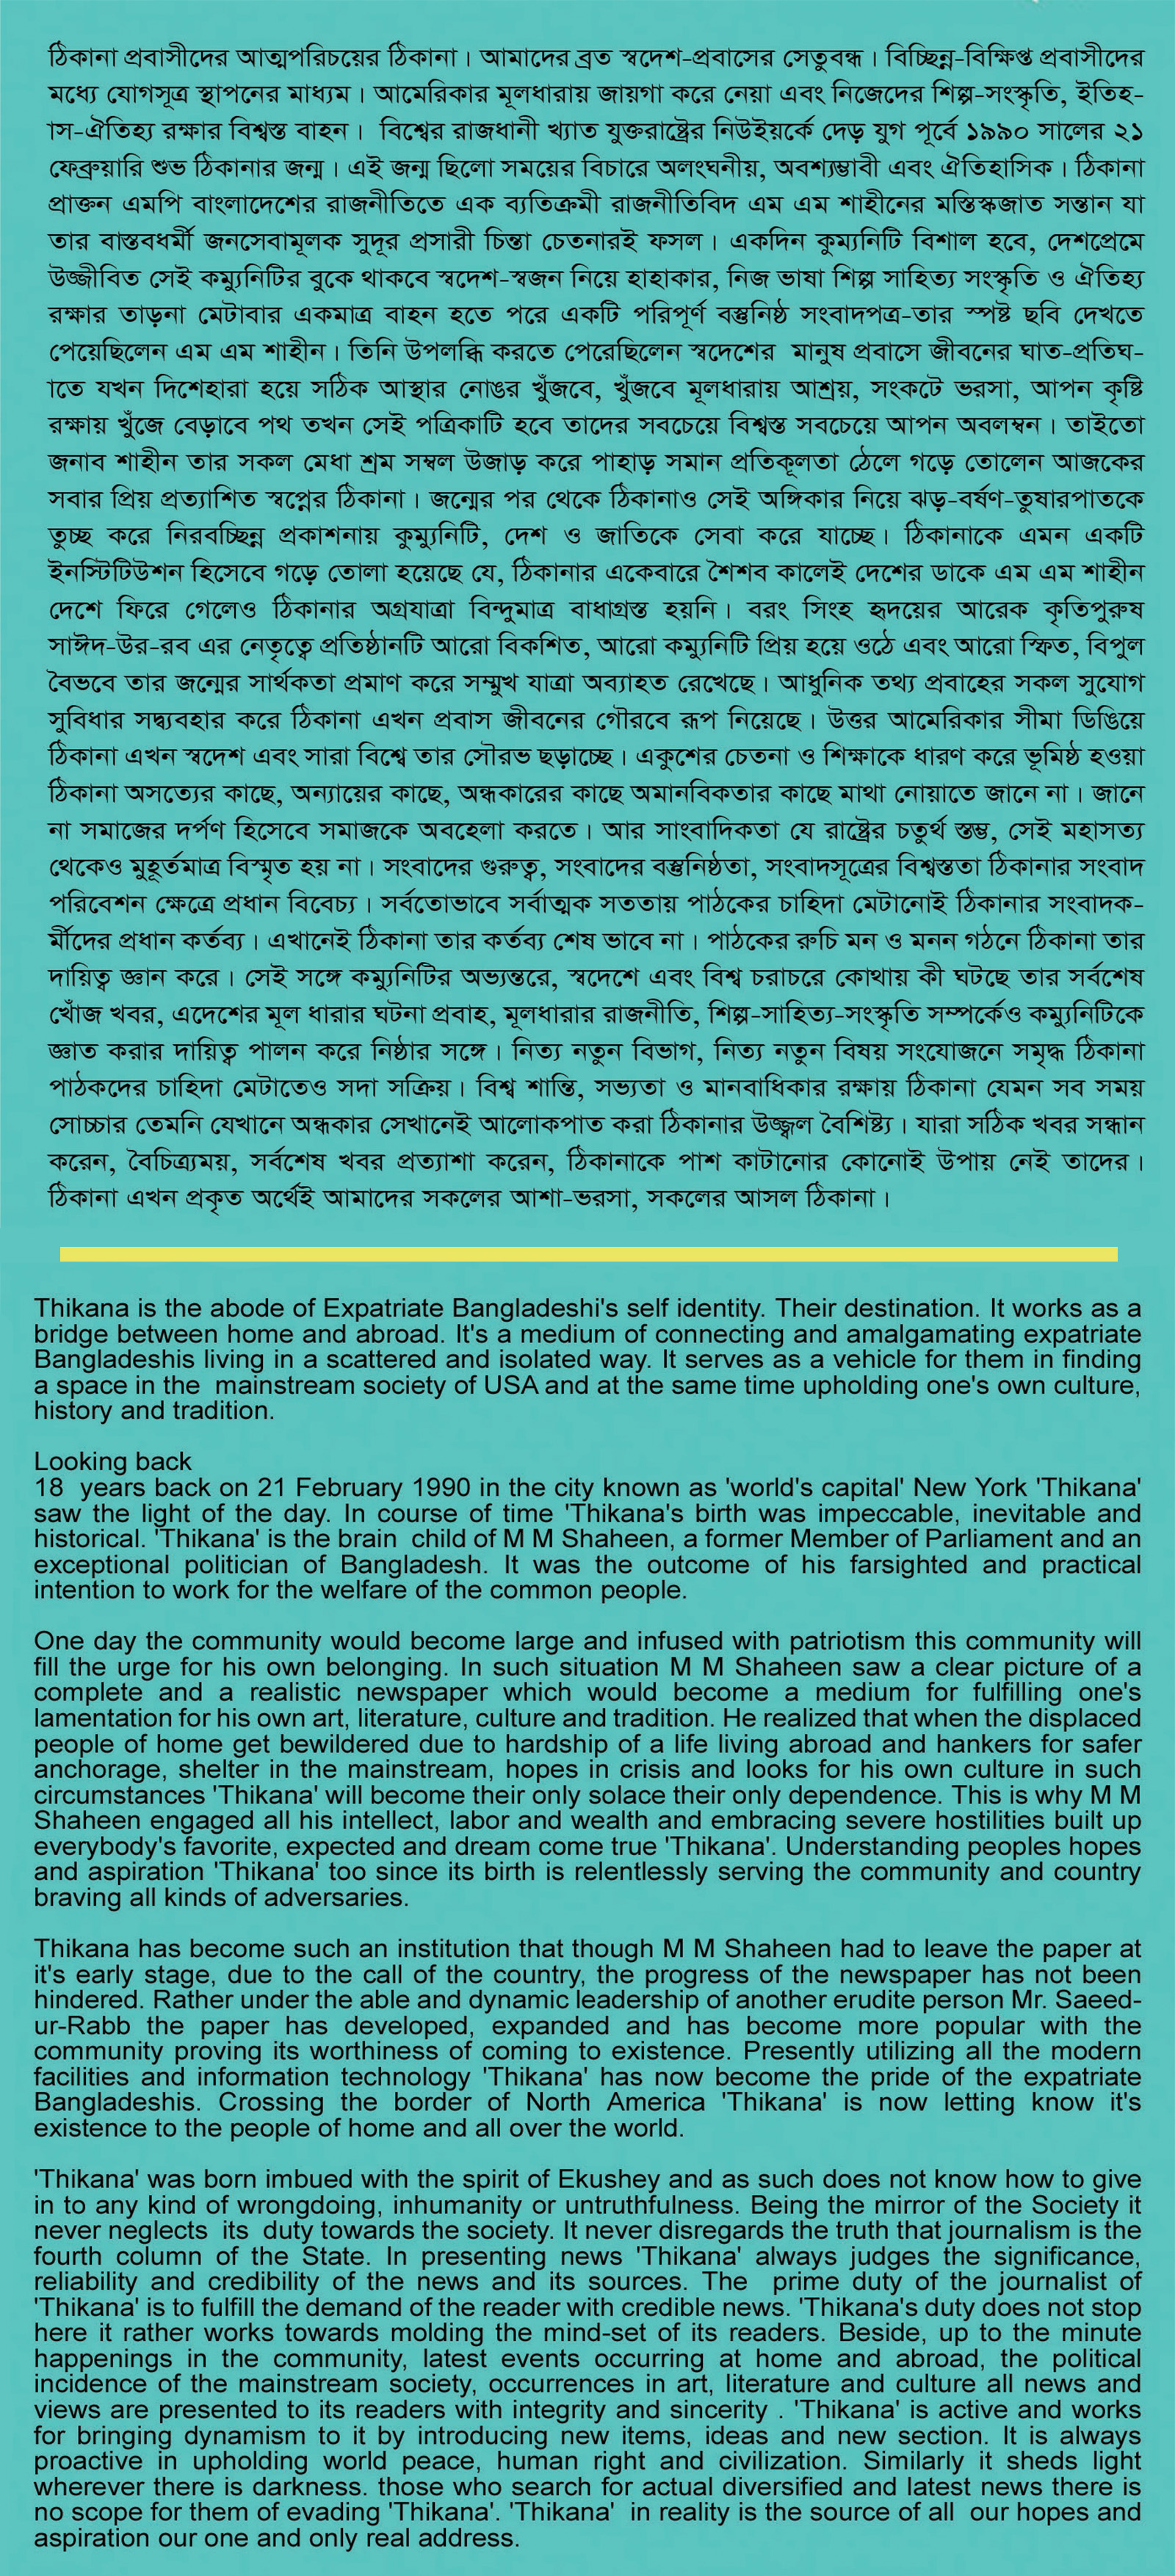 ঠিকানা প্রবাসীদের আত্মপরিচয়ের ঠিকানা। আমাদের ব্রত স্বদেশ-প্রবাসের সেতুবন্ধ। বিচ্ছিন্ন-বিক্ষিপ্ত প্রবাসীদের
মধ্যে যোগসূত্র স্থাপনের মাধ্যম। আমেরিকার মূলধারায় জায়গা করে নেয়া এবং নিজেদের শিল্প-সংস্কৃতি, ইতিহ-
াস-ঐতিহ্য রক্ষার বিশ্বস্ত বাহন। বিশ্বের রাজধানী খ্যাত যুক্তরাষ্ট্রের নিউইয়র্কে দেড় যুগ পূর্বে ১৯৯০ সালের ২১
ফেব্রুয়ারি শুভ ঠিকানার জন্ম। এই জন্ম ছিলো সময়ের বিচারে অলংঘনীয়, অবশ্যম্ভাবী এবং ঐতিহাসিক। ঠিকানা
প্রাক্তন এমপি বাংলাদেশের রাজনীতিতে এক ব্যতিক্রমী রাজনীতিবিদ এম এম শাহীনের মস্তিস্কজাত সন্তান যা
তার বাস্তবধর্মী জনসেবামূলক সুদূর প্রসারী চিন্তা চেতনারই ফসল। একদিন কুম্যনিটি বিশাল হবে, দেশপ্রেমে
উজ্জীবিত সেই কম্যুনিটির বুকে থাকবে স্বদেশ-স্বজন নিয়ে হাহাকার, নিজ ভাষা শিল্প সাহিত্য সংস্কৃতি ও ঐতিহ্য
রক্ষার তাড়না মেটাবার একমাত্র বাহন হতে পরে একটি পরিপূর্ণ বস্তুনিষ্ঠ সংবাদপত্র-তার স্পষ্ট ছবি দেখতে
পেয়েছিলেন এম এম শাহীন। তিনি উপলব্ধি করতে পেরেছিলেন স্বদেশের মানুষ প্রবাসে জীবনের ঘাত-প্রতিঘ-
াতে যখন দিশেহারা হয়ে সঠিক আস্থার নোঙর খুঁজবে, খুঁজবে মূলধারায় আশ্রয়, সংকটে ভরসা, আপন কৃষ্টি
রক্ষায় খুঁজে বেড়াবে পথ তখন সেই পত্রিকাটি হবে তাদের সবচেয়ে বিশ্বস্ত সবচেয়ে আপন অবলম্বন। তাইতো
জনাব শাহীন তার সকল মেধা শ্রম সম্বল উজাড় করে পাহাড় সমান প্রতিকূলতা ঠেলে গড়ে তোলেন আজকের
সবার প্রিয় প্রত্যাশিত স্বপ্নের ঠিকানা। জন্মের পর থেকে ঠিকানাও সেই অঙ্গিকার নিয়ে ঝড়-বর্ষণ-তুষারপাতকে
তুচ্ছ করে নিরবচ্ছিন্ন প্রকাশনায় কুম্যুনিটি, দেশ ও জাতিকে সেবা করে যাচ্ছে। ঠিকানাকে এমন একটি
ইনস্টিটিউশন হিসেবে গড়ে তোলা হয়েছে যে, ঠিকানার একেবারে শৈশব কালেই দেশের ডাকে এম এম শাহীন
দেশে ফিরে গেলেও ঠিকানার অগ্রযাত্রা বিন্দুমাত্র বাধাগ্রস্ত হয়নি। বরং সিংহ হৃদয়ের আরেক কৃতিপুরুষ
সাঈদ-উর-রব এর নেতৃত্বে প্রতিষ্ঠানটি আরো বিকশিত, আরো কম্যুনিটি প্রিয় হয়ে ওঠে এবং আরো স্ফিত, বিপুল
বৈভবে তার জন্মের সার্থকতা প্রমাণ করে সম্মুখ যাত্রা অব্যাহত রেখেছে। আধুনিক তথ্য প্রবাহের সকল সুযোগ
সুবিধার সদ্ব্যবহার করে ঠিকানা এখন প্রবাস জীবনের গৌরবে রূপ নিয়েছে। উত্তর আমেরিকার সীমা ডিঙিয়ে
ঠিকানা এখন স্বদেশ এবং সারা বিশ্বে তার সৌরভ ছড়াচ্ছে। একুশের চেতনা ও শিক্ষাকে ধারণ করে ভূমিষ্ঠ হওয়া
ঠিকানা অসত্যের কাছে, অন্যায়ের কাছে, অন্ধকারের কাছে অমানবিকতার কাছে মাথা নোয়াতে জানে না। জানে
না সমাজের দর্পণ হিসেবে সমাজকে অবহেলা করতে। আর সাংবাদিকতা যে রাষ্ট্রের চতুর্থ স্তম্ভ, সেই মহাসত্য
থেকেও মুহূর্তমাত্র বিস্মৃত হয় না। সংবাদের গুরুত্ব, সংবাদের বস্তুনিষ্ঠতা, সংবাদসূত্রের বিশ্বস্ততা ঠিকানার সংবাদ
পরিবেশন ক্ষেত্রে প্রধান বিবেচ্য। সর্বতোভাবে সর্বাত্মক সততায় পাঠকের চাহিদা মেটানোই ঠিকানার সংবাদক-
র্মীদের প্রধান কর্তব্য। এখানেই ঠিকানা তার কর্তব্য শেষ ভাবে না। পাঠকের রুচি মন ও মনন গঠনে ঠিকানা তার
দায়িত্ব জ্ঞান করে। সেই সঙ্গে কম্যুনিটির অভ্যন্তরে, স্বদেশে এবং বিশ্ব চরাচরে কোথায় কী ঘটছে তার সর্বশেষ
খোঁজ খবর, এদেশের মূল ধারার ঘটনা প্রবাহ, মূলধারার রাজনীতি, শিল্প-সাহিত্য-সংস্কৃতি সম্পর্কেও কম্যুনিটিকে
জ্ঞাত করার দায়িত্ব পালন করে নিষ্ঠার সঙ্গে। নিত্য নতুন বিভাগ, নিত্য নতুন বিষয় সংযোজনে সমৃদ্ধ ঠিকানা
পাঠকদের চাহিদা মেটাতেও সদা সক্রিয়। বিশ্ব শান্তি, সভ্যতা ও মানবাধিকার রক্ষায় ঠিকানা যেমন সব সময়
সোচ্চার তেমনি যেখানে অন্ধকার সেখানেই আলোকপাত করা ঠিকানার উজ্জ্বল বৈশিষ্ট্য। যারা সঠিক খবর সন্ধান
করেন, বৈচিত্র্যময়, সর্বশেষ খবর প্রত্যাশা করেন, ঠিকানাকে পাশ কাটানোর কোনোই উপায় নেই তাদের।
ঠিকানা এখন প্রকৃত অর্থেই আমাদের সকলের আশা-ভরসা, সকলের আসল ঠিকানা।
Thikana is the abode of Expatriate Bangladeshi's self identity. Their destination. It works as a
bridge between home and abroad. It's a medium of connecting and amalgamating expatriate
Bangladeshis living in a scattered and isolated way. It serves as a vehicle for them in finding
a space in the mainstream society of USA and at the same time upholding one's own culture,
history and tradition.
Looking back
18 years back on 21 February 1990 in the city known as 'world's capital' New York 'Thikana'
saw the light of the day. In course of time 'Thikana's birth was impeccable, inevitable and
historical. 'Thikana' is the brain child of M M Shaheen, a former Member of Parliament and an
exceptional politician of Bangladesh. It was the outcome of his farsighted and practical
intention to work for the welfare of the common people.
One day the community would become large and infused with patriotism this community will
fill the urge for his own belonging. In such situation M M Shaheen saw a clear picture of a
complete and a realistic newspaper which would become a medium for fulfilling one's
lamentation for his own art, literature, culture and tradition. He realized that when the displaced
people of home get bewildered due to hardship of a life living abroad and hankers for safer
anchorage, shelter in the mainstream, hopes in crisis and looks for his own culture in such
circumstances 'Thikana' will become their only solace their only dependence. This is why M M
Shaheen engaged all his intellect, labor and wealth and embracing severe hostilities built up
everybody's favorite, expected and dream come true 'Thikana'. Understanding peoples hopes
and aspiration 'Thikana' too since its birth is relentlessly serving the community and country
braving all kinds of adversaries.
Thikana has become such an institution that though M M Shaheen had to leave the paper at
it's early stage, due to the call of the country, the progress of the newspaper has not been
hindered. Rather under the able and dynamic leadership of another erudite person Mr. Saeed-
ur-Rabb the paper has developed, expanded and has become more popular with the
community proving its worthiness of coming to existence. Presently utilizing all the modern
facilities and information technology 'Thikana' has now become the pride of the expatriate
Bangladeshis. Crossing the border of North America 'Thikana' is now letting know it's
existence to the people of home and all over the world.
'Thikana' was born imbued with the spirit of Ekushey and as such does not know how to give
in to any kind of wrongdoing, inhumanity or untruthfulness. Being the mirror of the Society it
never neglects its duty towards the society. It never disregards the truth that journalism is the
fourth column of the State. In presenting news 'Thikana' always judges the significance,
reliability and credibility of the news and its sources. The prime duty of the journalist of
'Thikana' is to fulfill the demand of the reader with credible news. 'Thikana's duty does not stop
here it rather works towards molding the mind-set of its readers. Beside, up to the minute
happenings in the community, latest events occurring at home and abroad, the political
incidence of the mainstream society, occurrences in art, literature and culture all news and
views are presented to its readers with integrity and sincerity . 'Thikana' is active and works
for bringing dynamism to it by introducing new items, ideas and new section. It is always
proactive in upholding world peace, human right and civilization. Similarly it sheds light
wherever there is darkness. those who search for actual diversified and latest news there is
no scope for them of evading 'Thikana'. 'Thikana' in reality is the source of all our hopes and
aspiration our one and only real address.